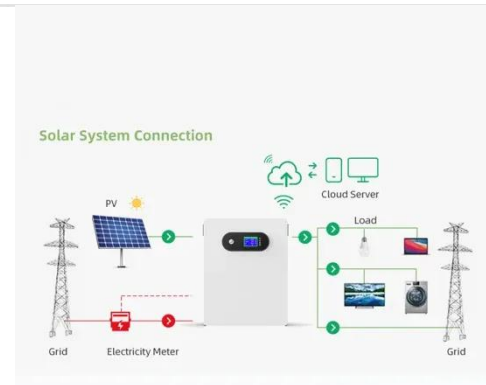 Solar System Connection
Cloud Server
PV
Load
Grid
Electricity Meter
Grid